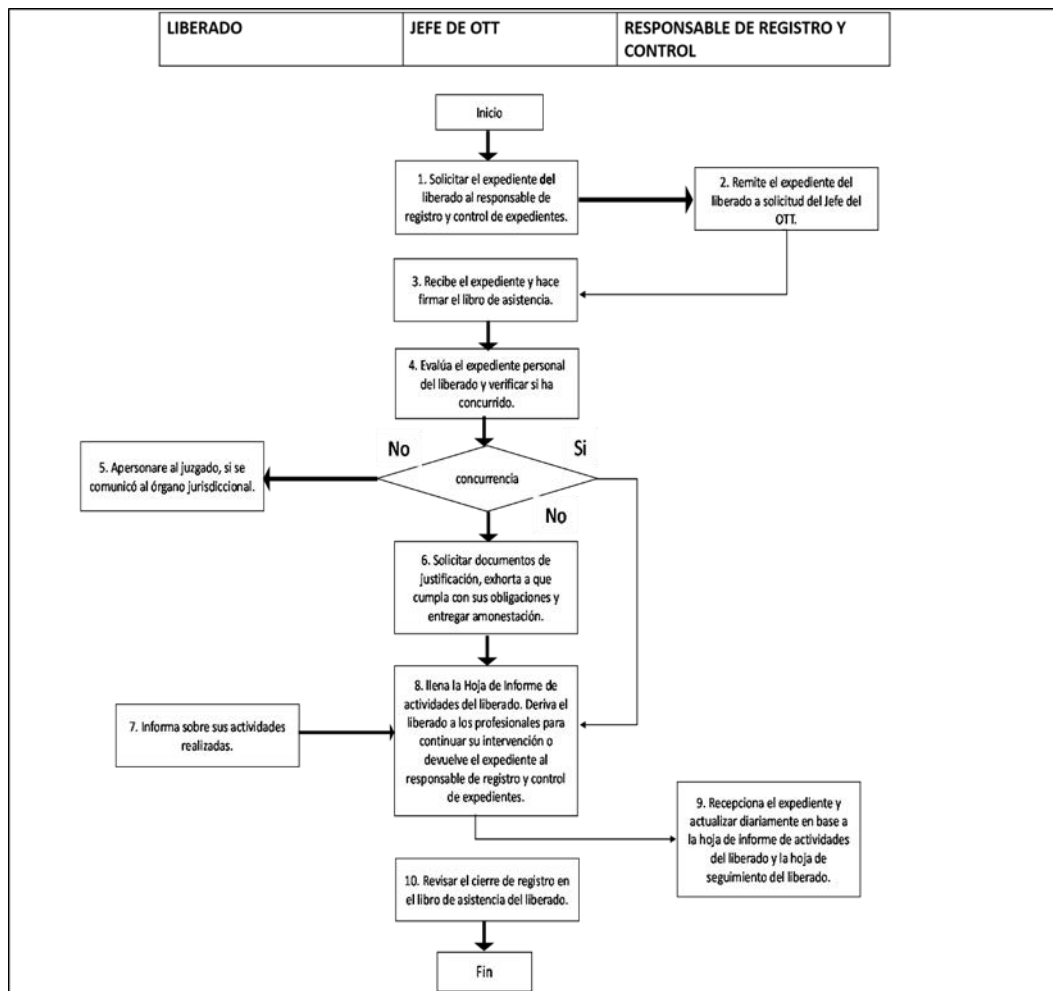 LIBERADO
JEFE DE OTT
RESPONSABLE DE REGISTRO Y
CONTROL
Inicio
1. Solicitar el expediente del
liberado al responsable de
registro y control de expedientes.
2. Remite el expediente del
liberado a solicitud del Jefe del
OTT.
3. Recibe el expediente y hace
firmar el libro de asistencia.
4. Evalúa el expediente personal
del liberado y verificar si ha
concurrido.
No
Si
5. Apersonare al juzgado, si se
comunicó al órgano jurisdiccional.
concurrencia
No
6. Solicitar documentos de
justificación, exhorta a que
cumpla con sus obligaciones y
entregar amonestación.
7. Informa sobre sus actividades
realizadas.
8. llena la Hoja de Informe de
actividades del liberado. Deriva el
liberado a los profesionales para
continuar su intervención o
devuelve el expediente al
responsable de registro y control
de expedientes.
9. Recepciona el expediente y
actualizar diariamente en base a
la hoja de informe de actividades
del liberado y la hoja de
seguimiento del liberado.
10. Revisar el cierre de registro en
el libro de asistencia del liberado.
Fin